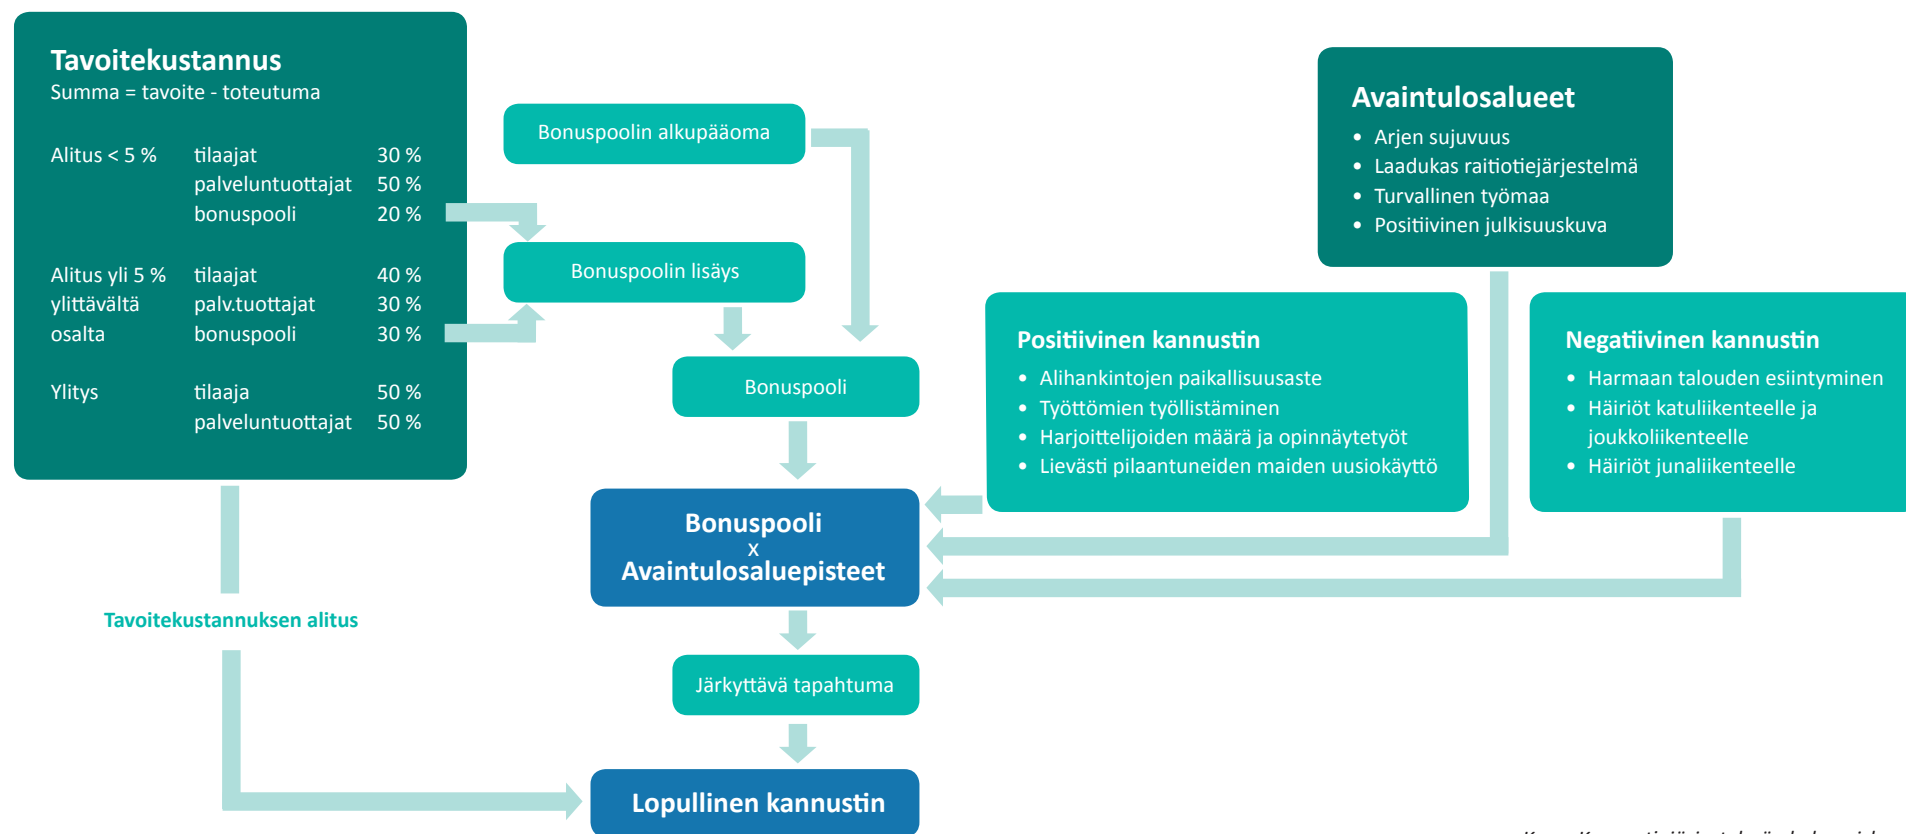 Tavoitekustannus
Summa = tavoite - toteutuma
Alitus < 5 % tilaajat 30 %
palveluntuottajat 50 %
bonuspooli 20 %
Alitus yli 5 % tilaajat 40 %
ylittävältä palv.tuottajat 30 %
osalta bonuspooli 30 %
Ylitys tilaaja 50 %
palveluntuottajat 50 %
Bonuspoolin alkupääoma
Bonuspoolin lisäys
Bonuspooli
Avaintulosalueet
• Arjen sujuvuus
• Laadukas raitiotiejärjestelmä
• Turvallinen työmaa
• Positiivinen julkisuuskuva
Positiivinen kannustin
• Alihankintojen paikallisuusaste
• Työttömien työllistäminen
• Harjoittelijoiden määrä ja opinnäytetyöt
• Lievästi pilaantuneiden maiden uusiokäyttö
Negatiivinen kannustin
• Harmaan talouden esiintyminen
• Häiriöt katuliikenteelle ja
joukkoliikenteelle
• Häiriöt junaliikenteelle
Bonuspooli
x
Avaintulosaluepisteet
Tavoitekustannuksen alitus
Järkyttävä tapahtuma
Lopullinen kannustin